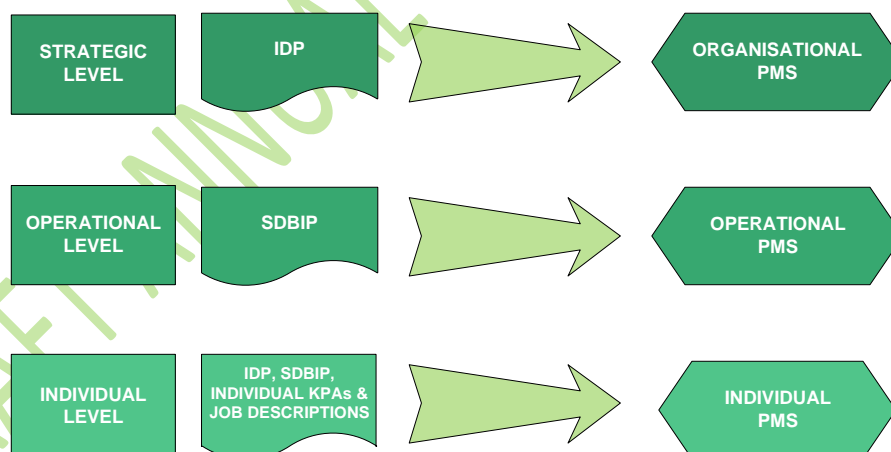 STRATEGIC
LEVEL
IDP
ORGANISATIONAL
PMS
OPERATIONAL
LEVEL
SDBIP
OPERATIONAL
PMS
INDIVIDUAL
LEVEL
IDP, SDBIP,
INDIVIDUAL KPAs &
JOB DESCRIPTIONS
INDIVIDUAL
PMS